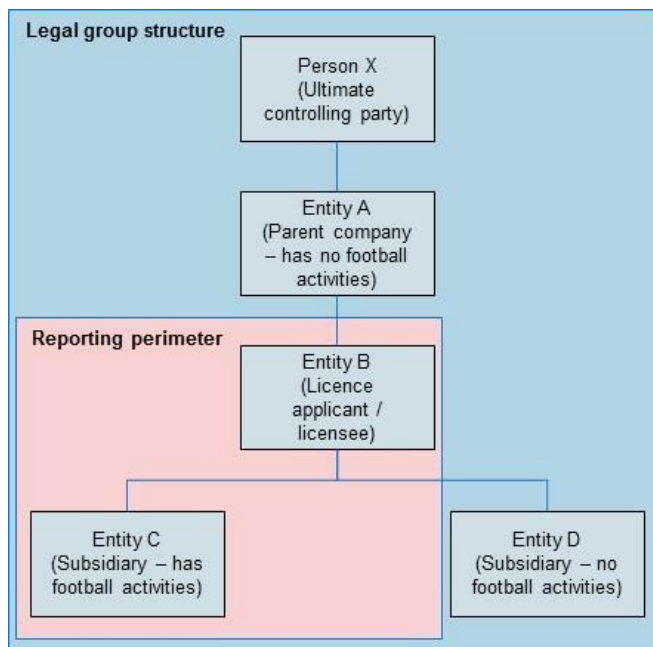 Legal group structure
Person X
(Ultimate
controlling party)
Entity A
(Parent company
– has no football
activities)
Reporting perimeter
Entity B
(Licence
applicant /
licensee)
Entity C
(Subsidiary – has
football activities)
Entity D
(Subsidiary – no
football activities)